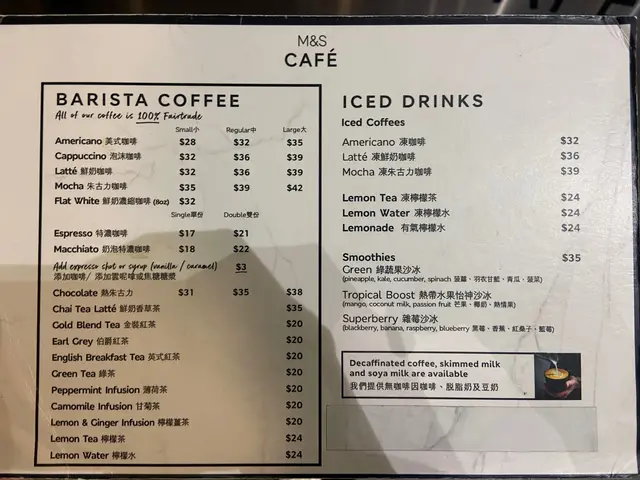 M&S
CAFÉ
BARISTA COFFEE
All of our coffee is 100% Fairtrade
Small小 Regular中 Large大
Americano 美式咖啡 $28 $32 $35
Cappuccino 泡沫咖啡 $32 $36 $39
Latté 鮮奶咖啡 $32 $36 $39
Mocha 朱古力咖啡 $35 $39 $42
Flat White 鮮奶濃縮咖啡 (8oz) $32
Single單份 Double雙份
Espresso 特濃咖啡 $17 $21
Macchiato 奶泡特濃咖啡 $18 $22
Add espresso shot or syrup (vanilla / caramel) $3
添加咖啡/ 添加雲呢嗱或焦糖糖漿
Chocolate 熱朱古力 $31 $35 $38
Chai Tea Latté 鮮奶香草茶 $35
Gold Blend Tea 金裝紅茶 $20
Earl Grey 伯爵紅茶 $20
English Breakfast Tea 英式紅茶 $20
Green Tea 綠茶 $20
Peppermint Infusion 薄荷茶 $20
Camomile Infusion 甘菊茶 $20
Lemon & Ginger Infusion 檸檬薑茶 $20
Lemon Tea 檸檬茶 $24
Lemon Water 檸檬水 $24
ICED DRINKS
Iced Coffees
Americano 凍咖啡 $32
Latté 凍鮮奶咖啡 $36
Mocha 凍朱古力咖啡 $39
Lemon Tea 凍檸檬茶 $24
Lemon Water 凍檸檬水 $24
Lemonade 有氣檸檬水 $24
Smoothies $35
Green 綠蔬果沙冰
(pineapple, kale, cucumber, spinach 菠蘿、羽衣甘藍、青瓜、菠菜)
Tropical Boost 熱帶水果怡神沙冰
(mango, coconut milk, passion fruit 芒果、椰奶、熱情果)
Superberry 雜莓沙冰
(blackberry, banana, raspberry, blueberry 黑莓、香蕉、紅桑子、藍莓)
Decaffinated coffee, skimmed milk
and soya milk are available
我們提供無咖啡因咖啡、脱脂奶及豆奶